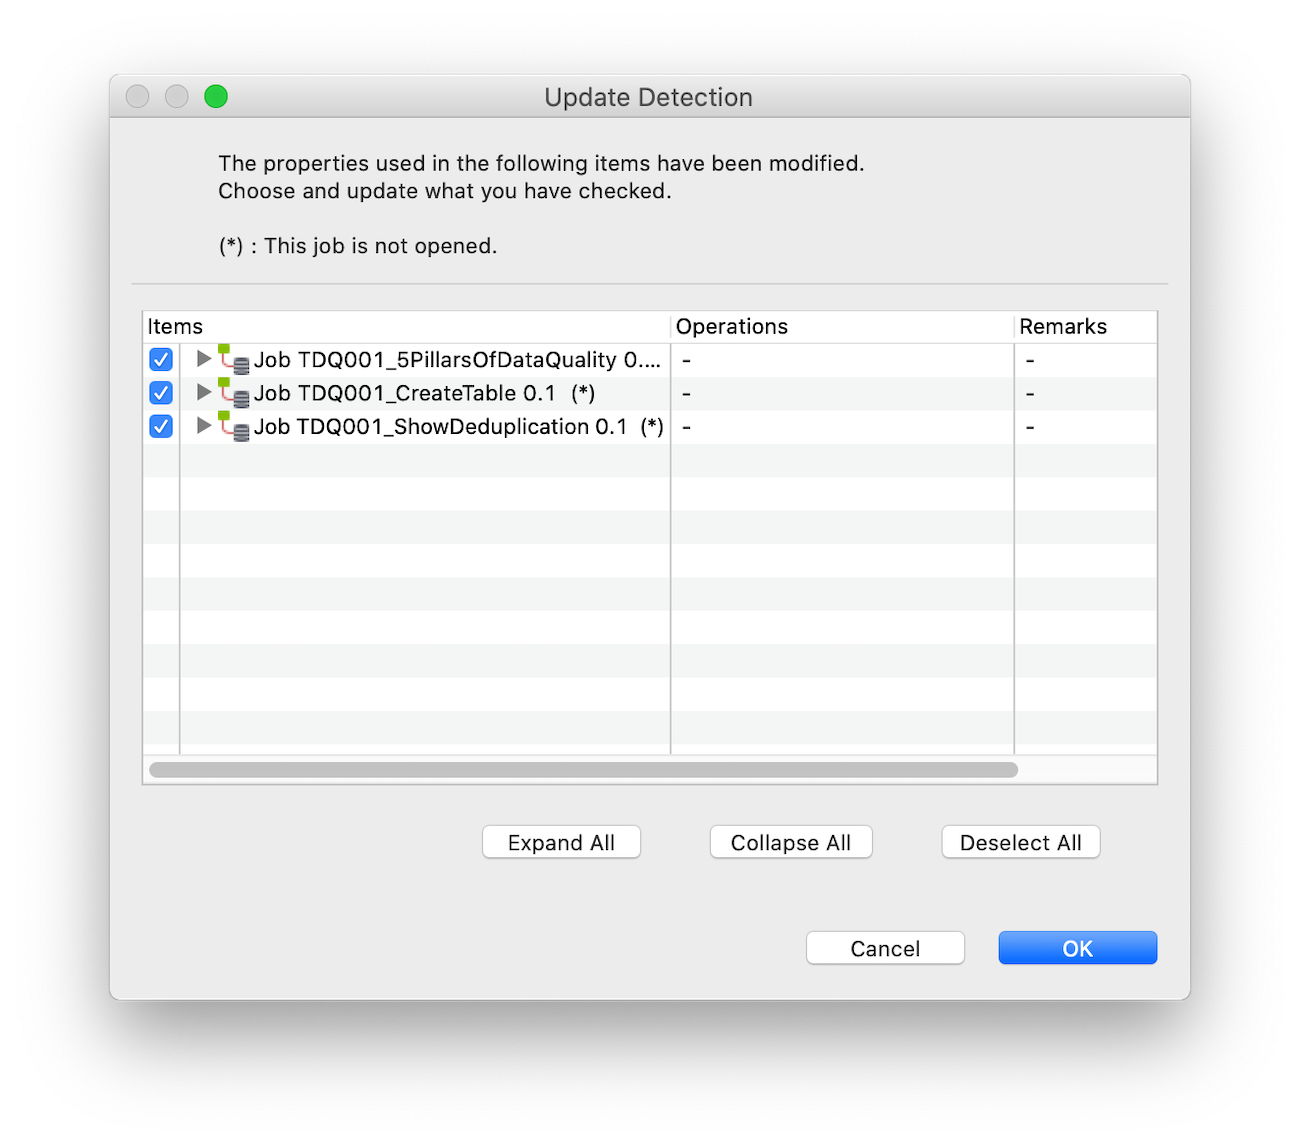 Update Detection
The properties used in the following items have been modified.
Choose and update what you have checked.
(*) : This job is not opened.
Items Operations Remarks
Job TDQ001_5PillarsOfDataQuality 0.... - -
Job TDQ001_CreateTable 0.1 (*) - -
Job TDQ001_ShowDeduplication 0.1 (*) - -
Expand All Collapse All Deselect All
Cancel OK